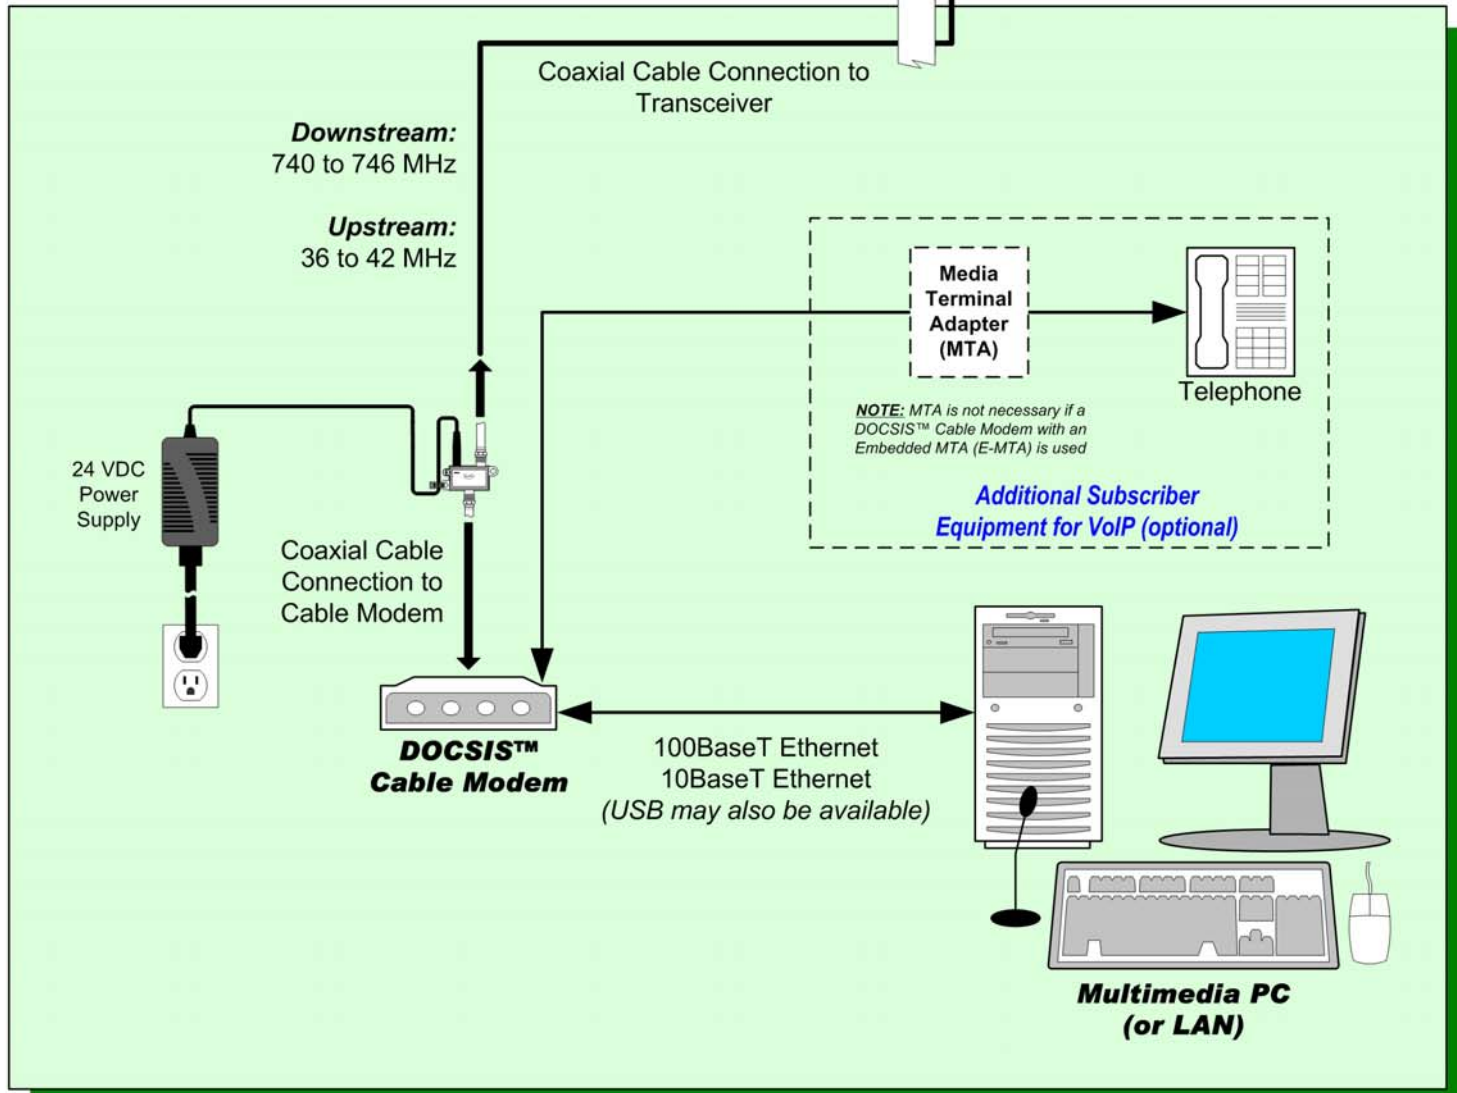 Coaxial Cable Connection to
Transceiver
Downstream:
740 to 746 MHz
Upstream:
36 to 42 MHz
Media
Terminal
Adapter
(MTA)
Telephone
NOTE: MTA is not necessary if a
DOCSIS™ Cable Modem with an
Embedded MTA (E-MTA) is used
Additional Subscriber
Equipment for VoIP (optional)
24 VDC
Power
Supply
Coaxial Cable
Connection to
Cable Modem
DOCSIS™
Cable Modem
100BaseT Ethernet
10BaseT Ethernet
(USB may also be available)
Multimedia PC
(or LAN)